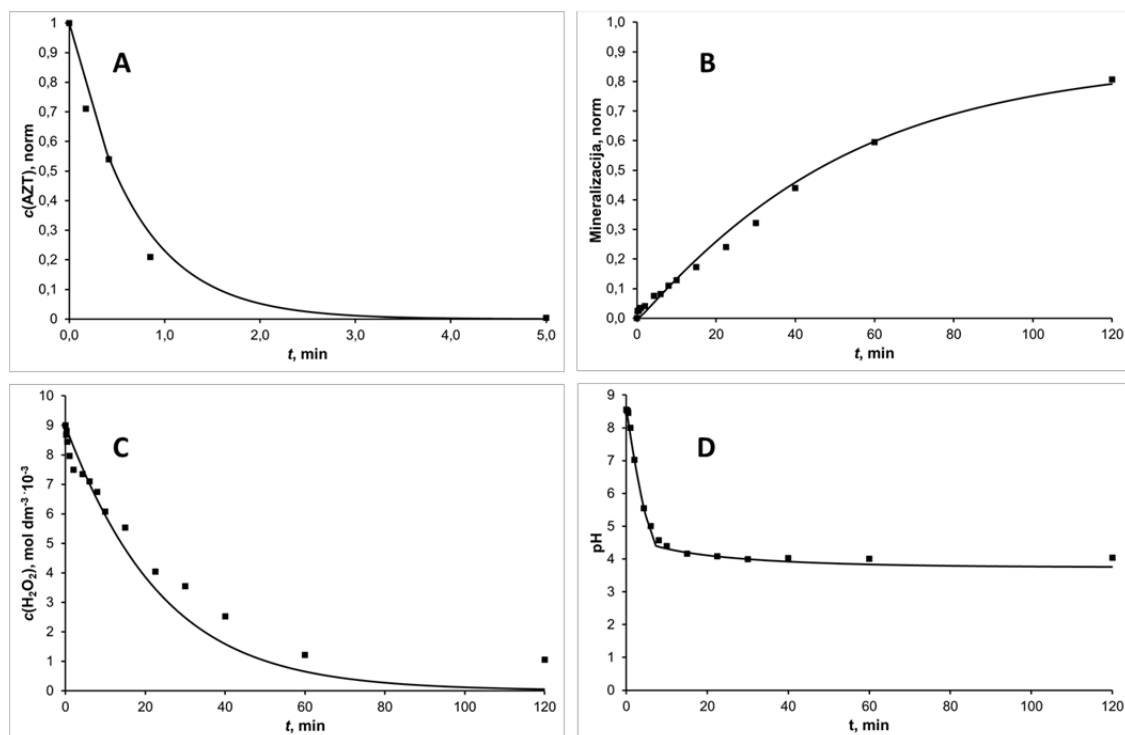 A
c(AZT), norm
1
0,9
0,8
0,7
0,6
0,5
0,4
0,3
0,2
0,1
0
0,0 1,0 2,0 3,0 4,0 5,0
t, min
B
Mineralizacija, norm
1,0
0,9
0,8
0,7
0,6
0,5
0,4
0,3
0,2
0,1
0,0
0 20 40 60 80 100 120
t, min
C
c(H₂O₂), mol dm⁻³·10⁻³
10
9
8
7
6
5
4
3
2
1
0
0 20 40 60 80 100 120
t, min
D
pH
9
8
7
6
5
4
3
2
1
0
0 20 40 60 80 100 120
t, min